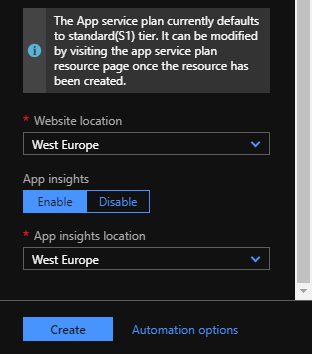 The App service plan currently defaults
to standard(S1) tier. It can be modified
by visiting the app service plan
resource page once the resource has
been created.
* Website location
West Europe
App insights
Enable Disable
* App insights location
West Europe
Create Automation options